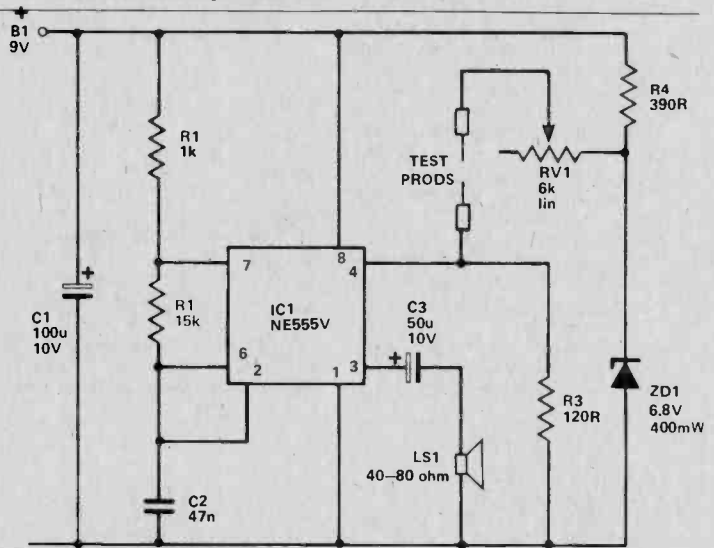 +
B1
9V
R1
1k
R4
390R
TEST
PRODS
RV1
6k
lin
7
8
4
C1
100u
10V
+
R1
15k
IC1
NE555V
C3
50u
10V
6
2
1
3
+
R3
120R
ZD1
6.8V
400mW
LS1
40–80 ohm
C2
47n